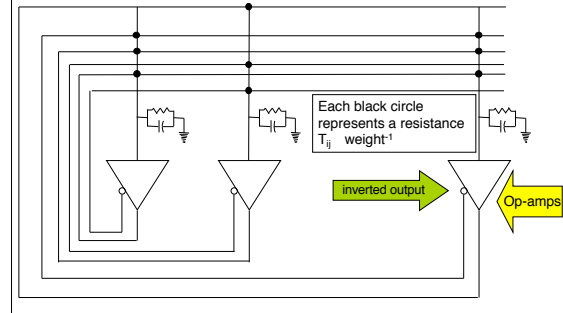 Each black circle
represents a resistance
Tij weight-1
inverted output
Op-amps